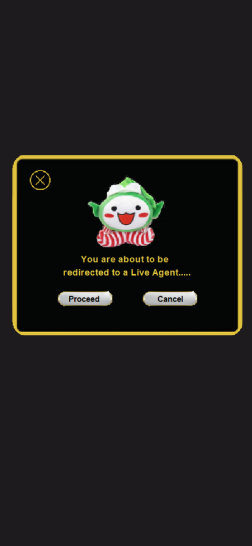 You are about to be
redirected to a Live Agent.....
Proceed
Cancel